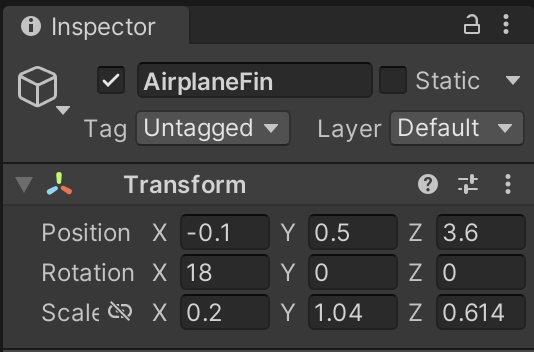 Inspector
AirplaneFin Static
Tag Untagged Layer Default
Transform
Position X -0.1 Y 0.5 Z 3.6
Rotation X 18 Y 0 Z 0
Scale X 0.2 Y 1.04 Z 0.614